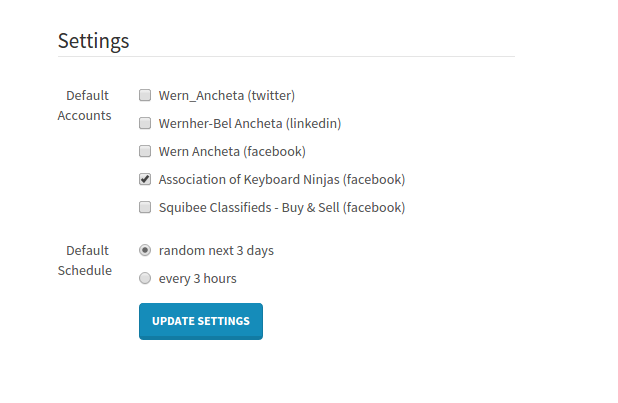 Settings
Default
Accounts
Wern_Ancheta (twitter)
Wernher-Bel Ancheta (linkedin)
Wern Ancheta (facebook)
Association of Keyboard Ninjas (facebook)
Squibee Classifieds - Buy & Sell (facebook)
Default
Schedule
random next 3 days
every 3 hours
UPDATE SETTINGS